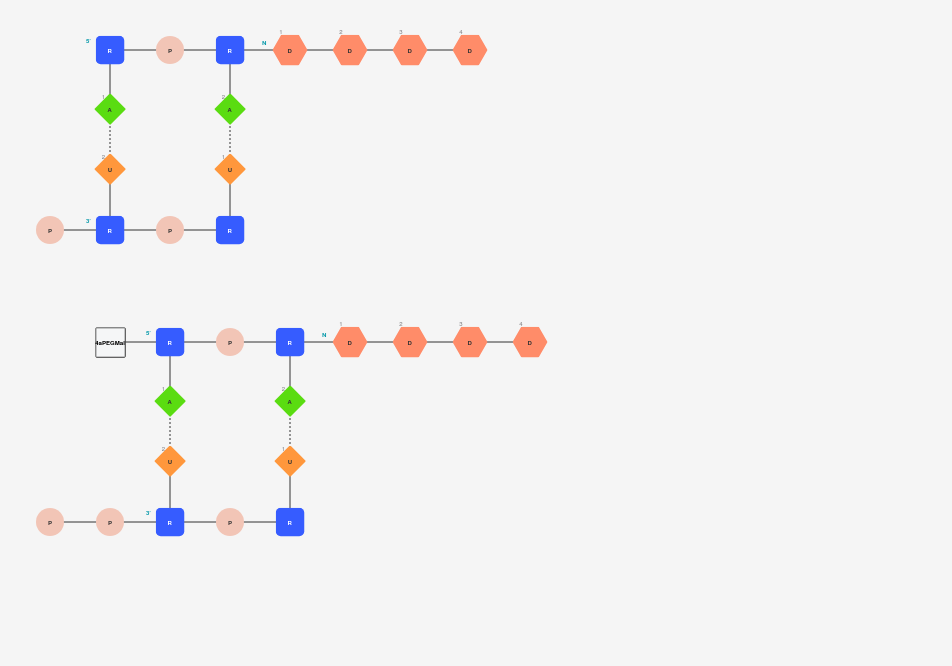 1 2 3 4
5' R P R N D D D D
1 A 2 A
2 U 1 U
P 3' R P R
1 2 3 4
4aPEGMal 5' R P R N D D D D
1 A 2 A
2 U 1 U
P P 3' R P R